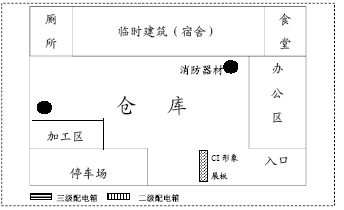 厕所
临时建筑（宿舍）
食堂
消防器材
办公区
仓库
加工区
停车场
CI 形象
展板
入口
三级配电箱 二级配电箱